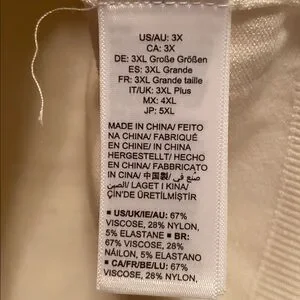 US/AU: 3X
CA: 3X
DE: 3XL Große Größen
ES: 3XL Grande
FR: 3XL Grande taille
IT/UK: 3XL Plus
MX: 4XL
JP: 5XL
MADE IN CHINA/ FEITO
NA CHINA/ FABRIQUÉ
EN CHINE/ IN CHINA
HERGESTELLT/ HECHO
EN CHINA/ FABBRICATO
IN CINA/ 中国製/ صنع في
الصين/ LAGET I KINA/
ÇİN'DE ÜRETİLMİŞTİR
■ US/UK/IE/AU: 67%
VISCOSE, 28% NYLON,
5% ELASTANE ■ BR:
67% VISCOSE, 28%
NÁILON, 5% ELASTANO
■ CA/FR/BE/LU: 67%
VISCOSE, 28% NYLON,